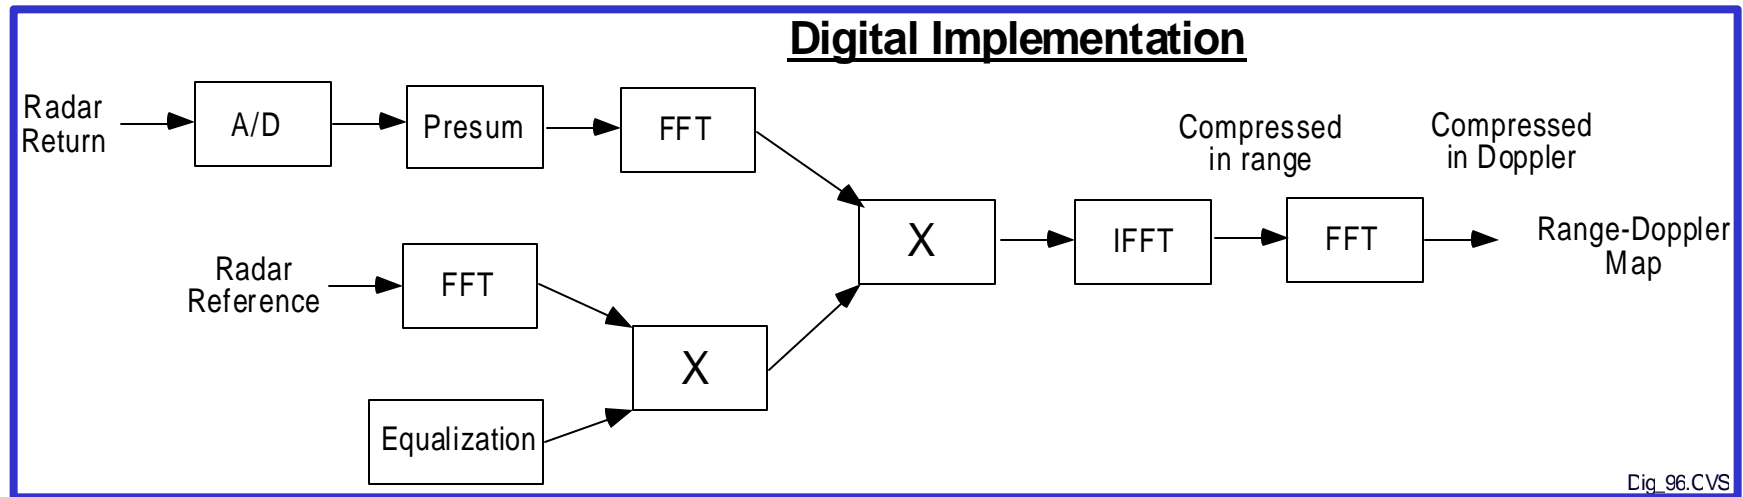 Digital Implementation
Radar
Return
A/D
Presum
FFT
Compressed
in range
Compressed
in Doppler
X
IFFT
FFT
Range-Doppler
Map
Radar
Reference
FFT
X
Equalization
Dig_96.CVS